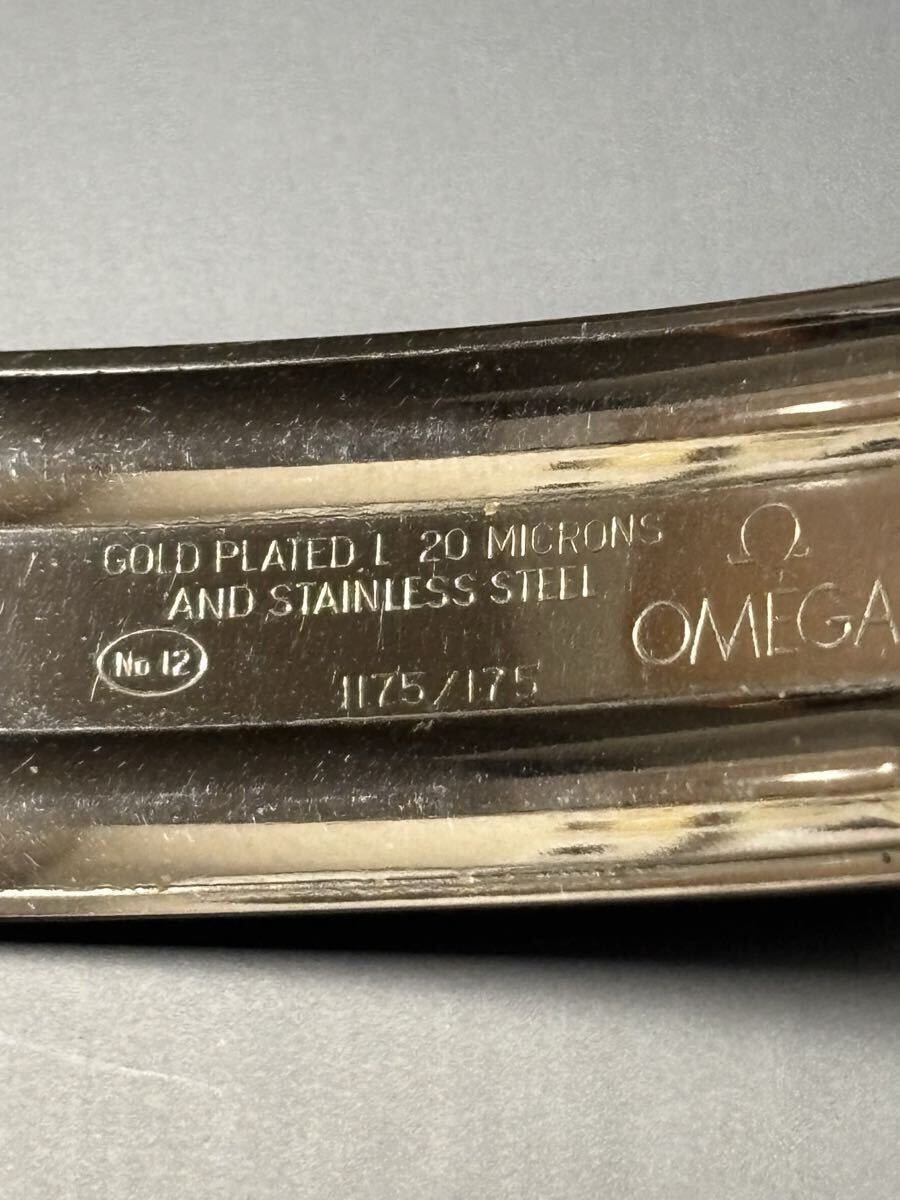 GOLD PLATED L 20 MICRONS
AND STAINLESS STEEL
No 12
1175/175
Ω
OMEGA